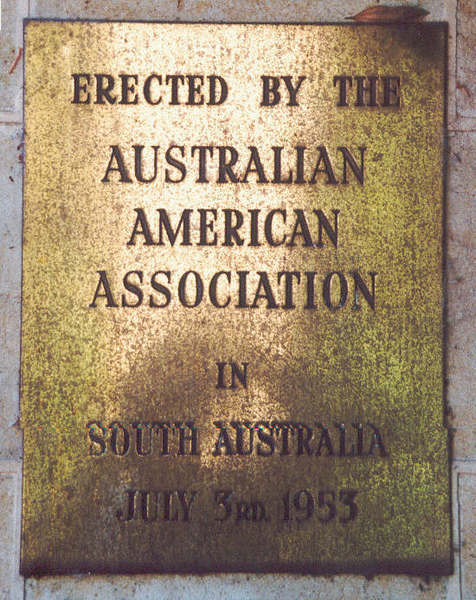 ERECTED BY THE
AUSTRALIAN
AMERICAN
ASSOCIATION
IN
SOUTH AUSTRALIA
JULY 3RD. 1953